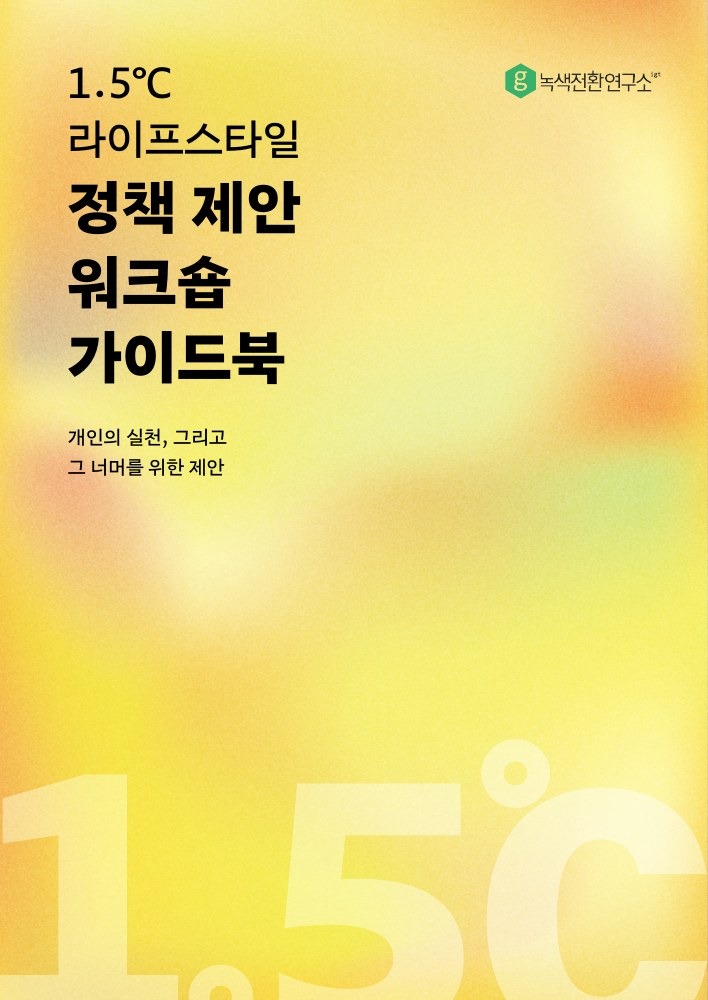 1.5℃
라이프스타일
정책 제안
워크숍
가이드북
g 녹색전환연구소 igt
개인의 실천, 그리고
그 너머를 위한 제안
1.5℃